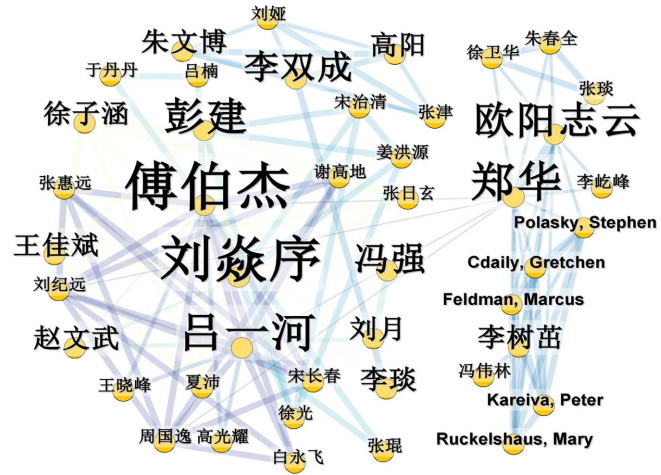 刘娅
朱文博
高阳
朱春全
徐卫华
李双成
于丹丹
吕楠
张琰
宋治清
徐子涵
彭建
张津
欧阳志云
姜洪源
傅伯杰
谢高地
郑华
张惠远
张日玄
李屹峰
Polasky, Stephen
王佳斌
刘焱序
冯强
Cdaily, Gretchen
刘纪远
Feldman, Marcus
赵文武
吕一河
刘月
李树茁
王晓峰
夏沛
宋长春
李琰
冯伟林
Kareiva, Peter
徐光
周国逸
高光耀
张琨
Ruckelshaus, Mary
白永飞